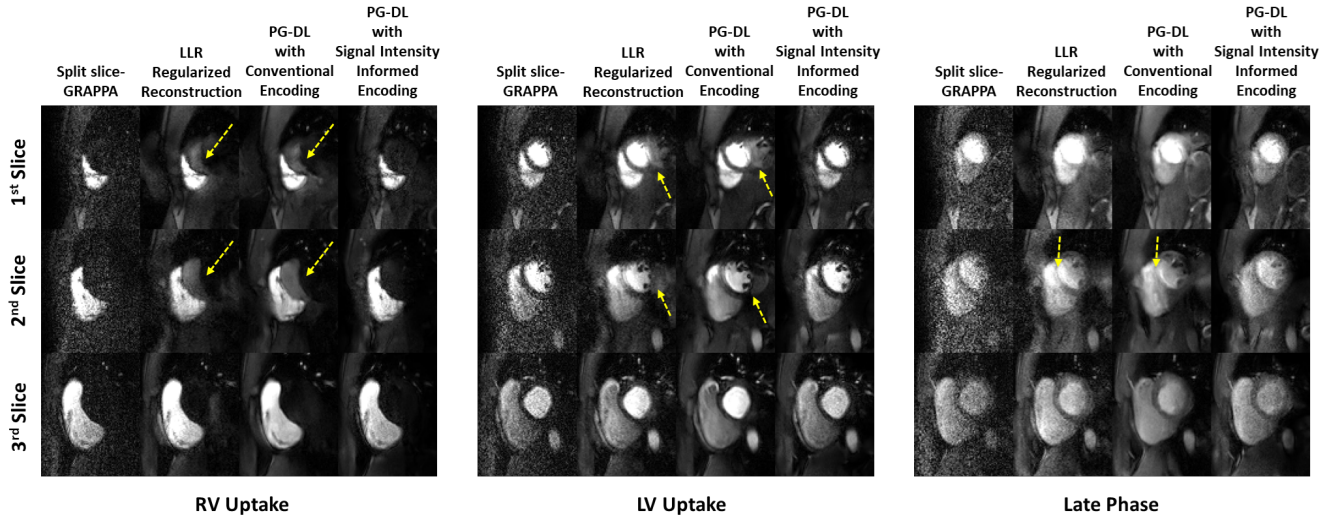 Split slice-
GRAPPA
LLR
Regularized
Reconstruction
PG-DL
with
Conventional
Encoding
PG-DL
with
Signal Intensity
Informed
Encoding
Split slice-
GRAPPA
LLR
Regularized
Reconstruction
PG-DL
with
Conventional
Encoding
PG-DL
with
Signal Intensity
Informed
Encoding
Split slice-
GRAPPA
LLR
Regularized
Reconstruction
PG-DL
with
Conventional
Encoding
PG-DL
with
Signal Intensity
Informed
Encoding
1st Slice
2nd Slice
3rd Slice
RV Uptake
LV Uptake
Late Phase